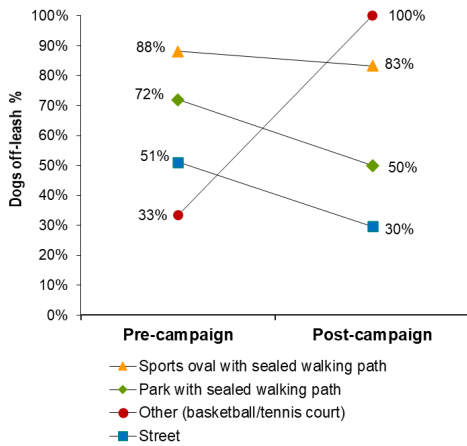 Dogs off-leash %
100%
90%
80%
70%
60%
50%
40%
30%
20%
10%
0%
88%
72%
51%
33%
100%
83%
50%
30%
Pre-campaign
Post-campaign
Sports oval with sealed walking path
Park with sealed walking path
Other (basketball/tennis court)
Street